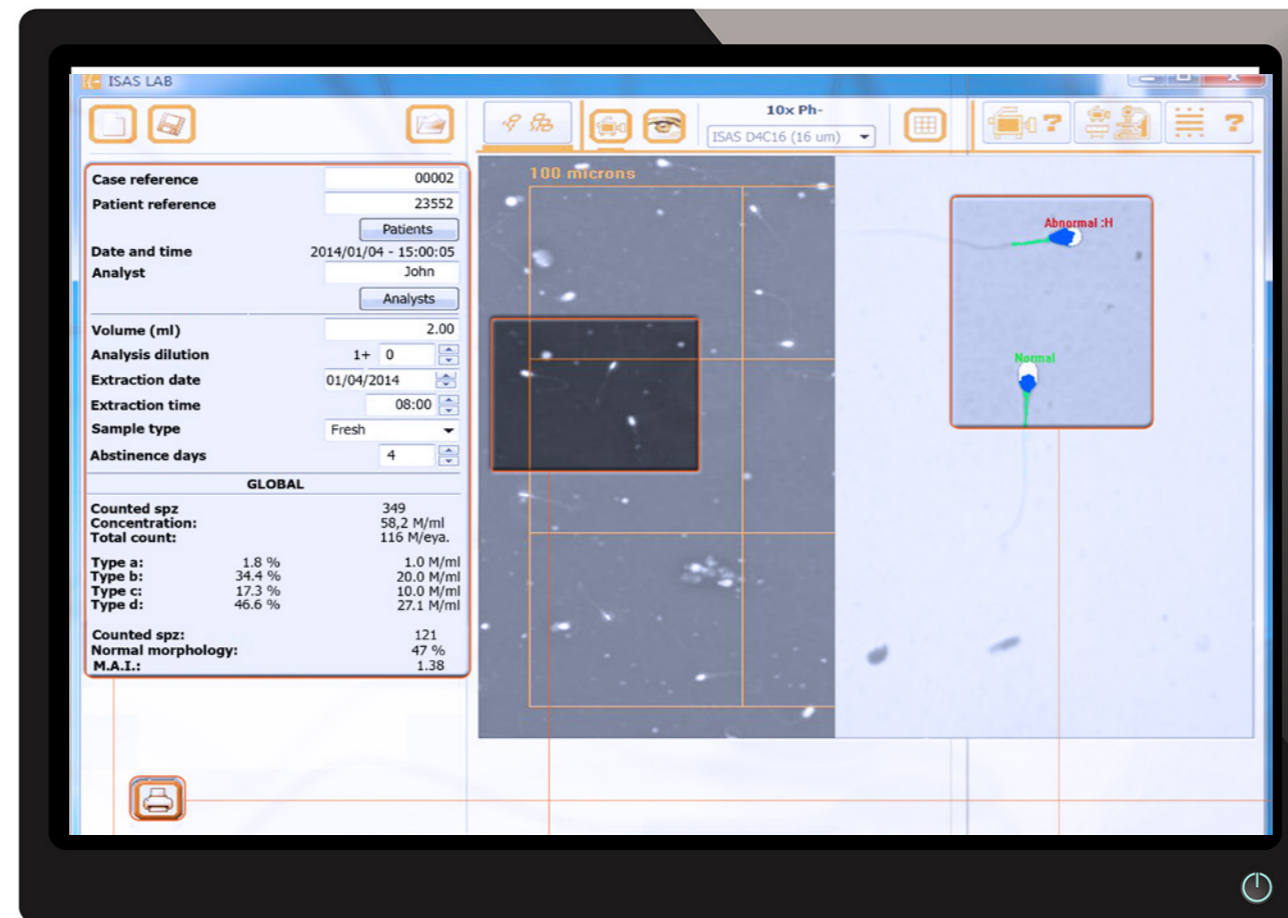 ISAS LAB
10x Ph-
ISAS D4C16 (16 um)
?
?
Case reference 00002
Patient reference 23552
Patients
Date and time 2014/01/04 - 15:00:05
Analyst John
Analysts
Volume (ml) 2.00
Analysis dilution 1+ 0
Extraction date 01/04/2014
Extraction time 08:00
Sample type Fresh
Abstinence days 4
GLOBAL
Counted spz 349
Concentration: 58,2 M/ml
Total count: 116 M/eya.
Type a: 1.8 % 1.0 M/ml
Type b: 34.4 % 20.0 M/ml
Type c: 17.3 % 10.0 M/ml
Type d: 46.6 % 27.1 M/ml
Counted spz: 121
Normal morphology: 47 %
M.A.I.: 1.38
100 microns
Abnormal :H
Normal